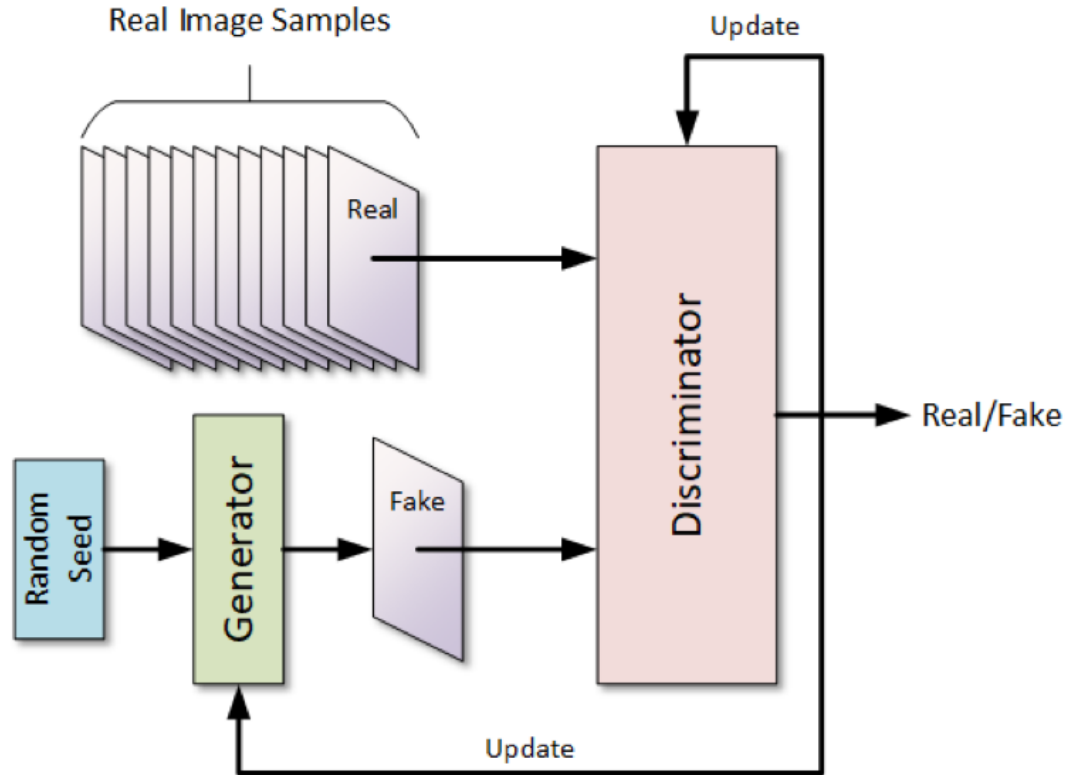 Real Image Samples
Update
Real
Discriminator
Real/Fake
Random
Seed
Generator
Fake
Update